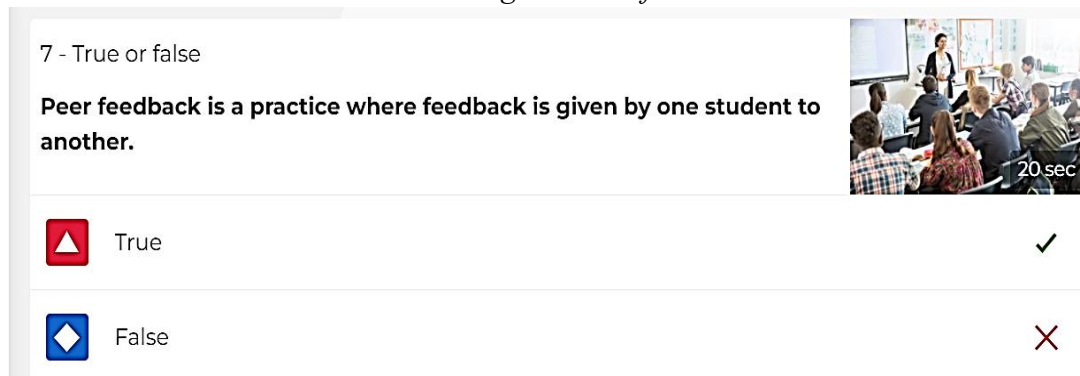 7 - True or false
Peer feedback is a practice where feedback is given by one student to
another.
20 sec
True
False